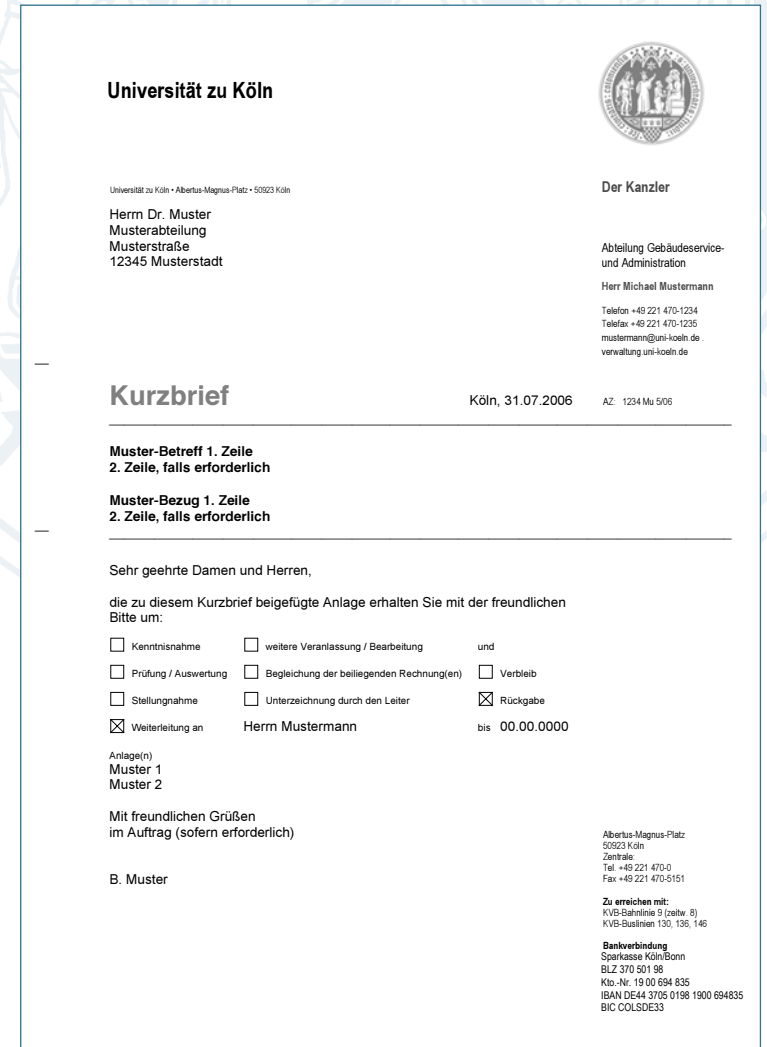 Universität zu Köln
Universität zu Köln • Albertus-Magnus-Platz • 50923 Köln
Der Kanzler
Herrn Dr. Muster
Musterabteilung
Musterstraße
12345 Musterstadt
Abteilung Gebäudeservice-
und Administration
Herr Michael Mustermann
Telefon +49 221 470-1234
Telefax +49 221 470-1235
mustermann@uni-koeln.de .
verwaltung.uni-koeln.de
Kurzbrief
Köln, 31.07.2006
AZ: 1234 Mu 5/06
Muster-Betreff 1. Zeile
2. Zeile, falls erforderlich
Muster-Bezug 1. Zeile
2. Zeile, falls erforderlich
Sehr geehrte Damen und Herren,
die zu diesem Kurzbrief beigefügte Anlage erhalten Sie mit der freundlichen
Bitte um:
Kenntnisnahme weitere Veranlassung / Bearbeitung und
Prüfung / Auswertung Begleichung der beiliegenden Rechnung(en) Verbleib
Stellungnahme Unterzeichnung durch den Leiter Rückgabe
Weiterleitung an Herrn Mustermann bis 00.00.0000
Anlage(n)
Muster 1
Muster 2
Mit freundlichen Grüßen
im Auftrag (sofern erforderlich)
B. Muster
Albertus-Magnus-Platz
50923 Köln
Zentrale:
Tel. +49 221 470-0
Fax +49 221 470-5151
Zu erreichen mit:
KVB-Bahnlinie 9 (zeitw. 8)
KVB-Buslinien 130, 136, 146
Bankverbindung
Sparkasse Köln/Bonn
BLZ 370 501 98
Kto.-Nr. 19 00 694 835
IBAN DE44 3705 0198 1900 694835
BIC COLSDE33